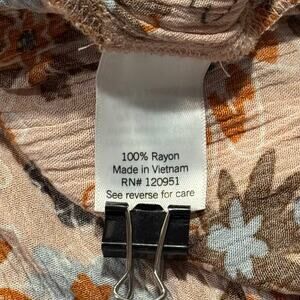 100% Rayon
Made in Vietnam
RN# 120951
See reverse for care